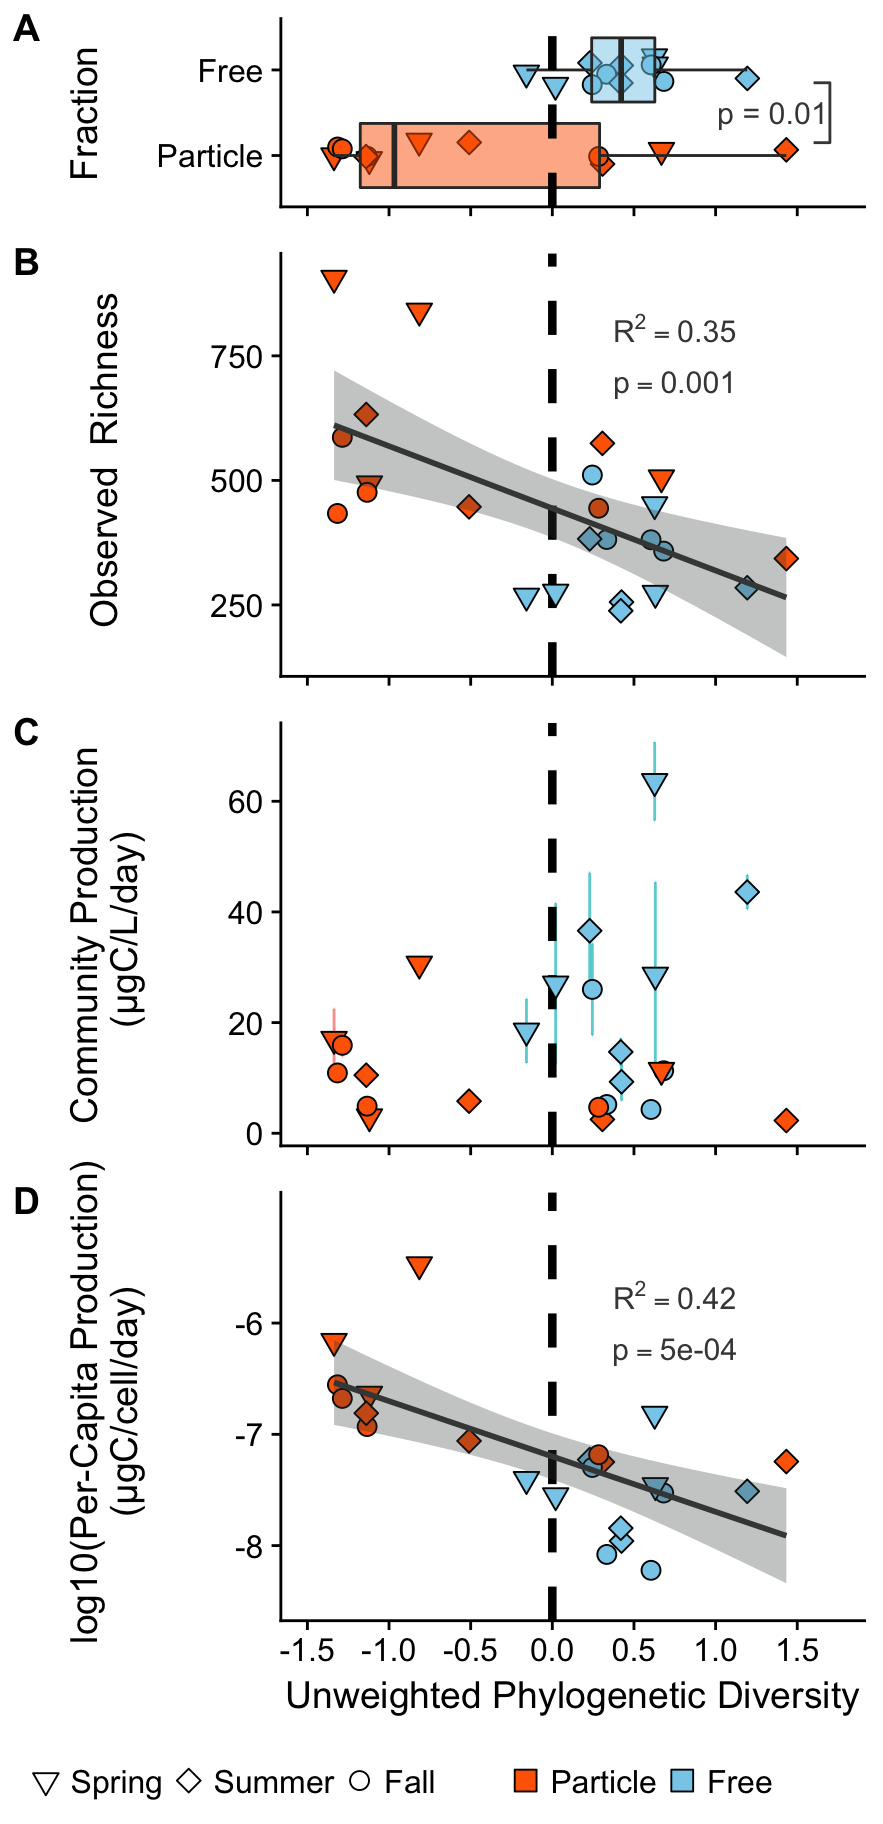 A
Fraction
Free
Particle
p = 0.01
B
Observed Richness
750
500
250
R2 = 0.35
p = 0.001
C
Community Production
(µgC/L/day)
60
40
20
0
D
log10(Per-Capita Production)
(µgC/cell/day)
-6
-7
-8
R2 = 0.42
p = 5e-04
-1.5 -1.0 -0.5 0.0 0.5 1.0 1.5
Unweighted Phylogenetic Diversity
Spring Summer Fall Particle Free